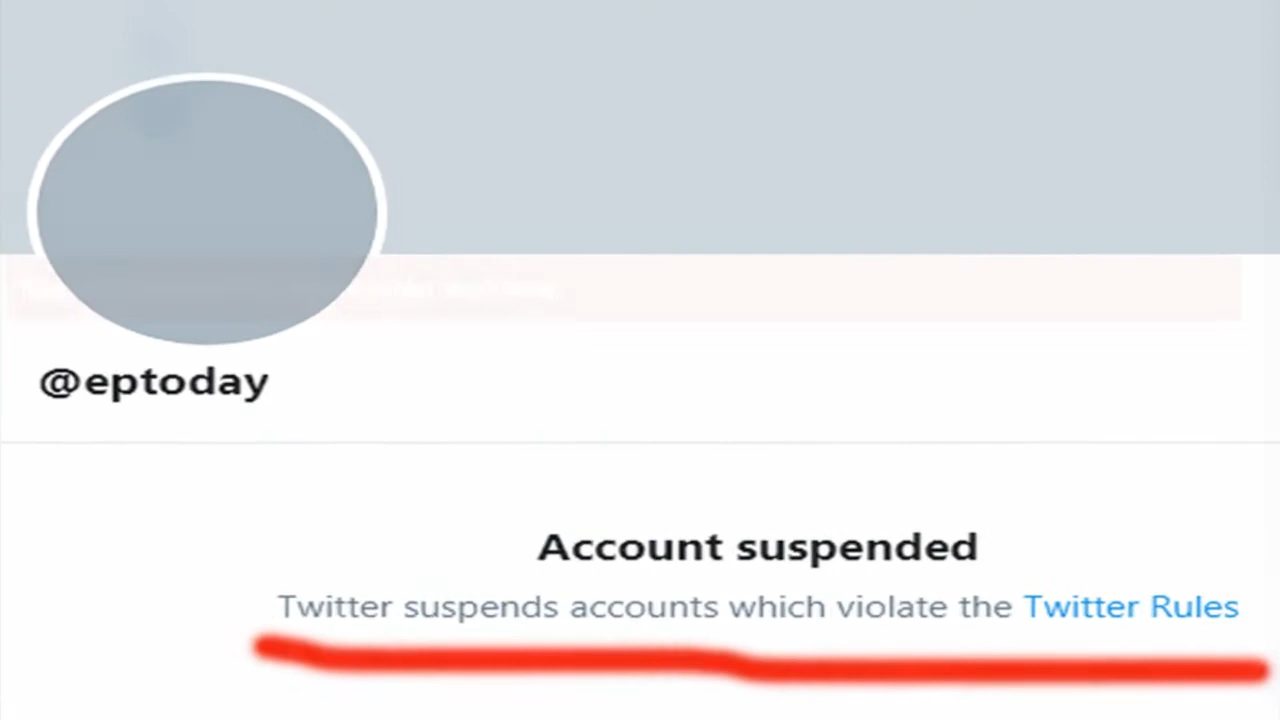 @eptoday
Account suspended
Twitter suspends accounts which violate the Twitter Rules